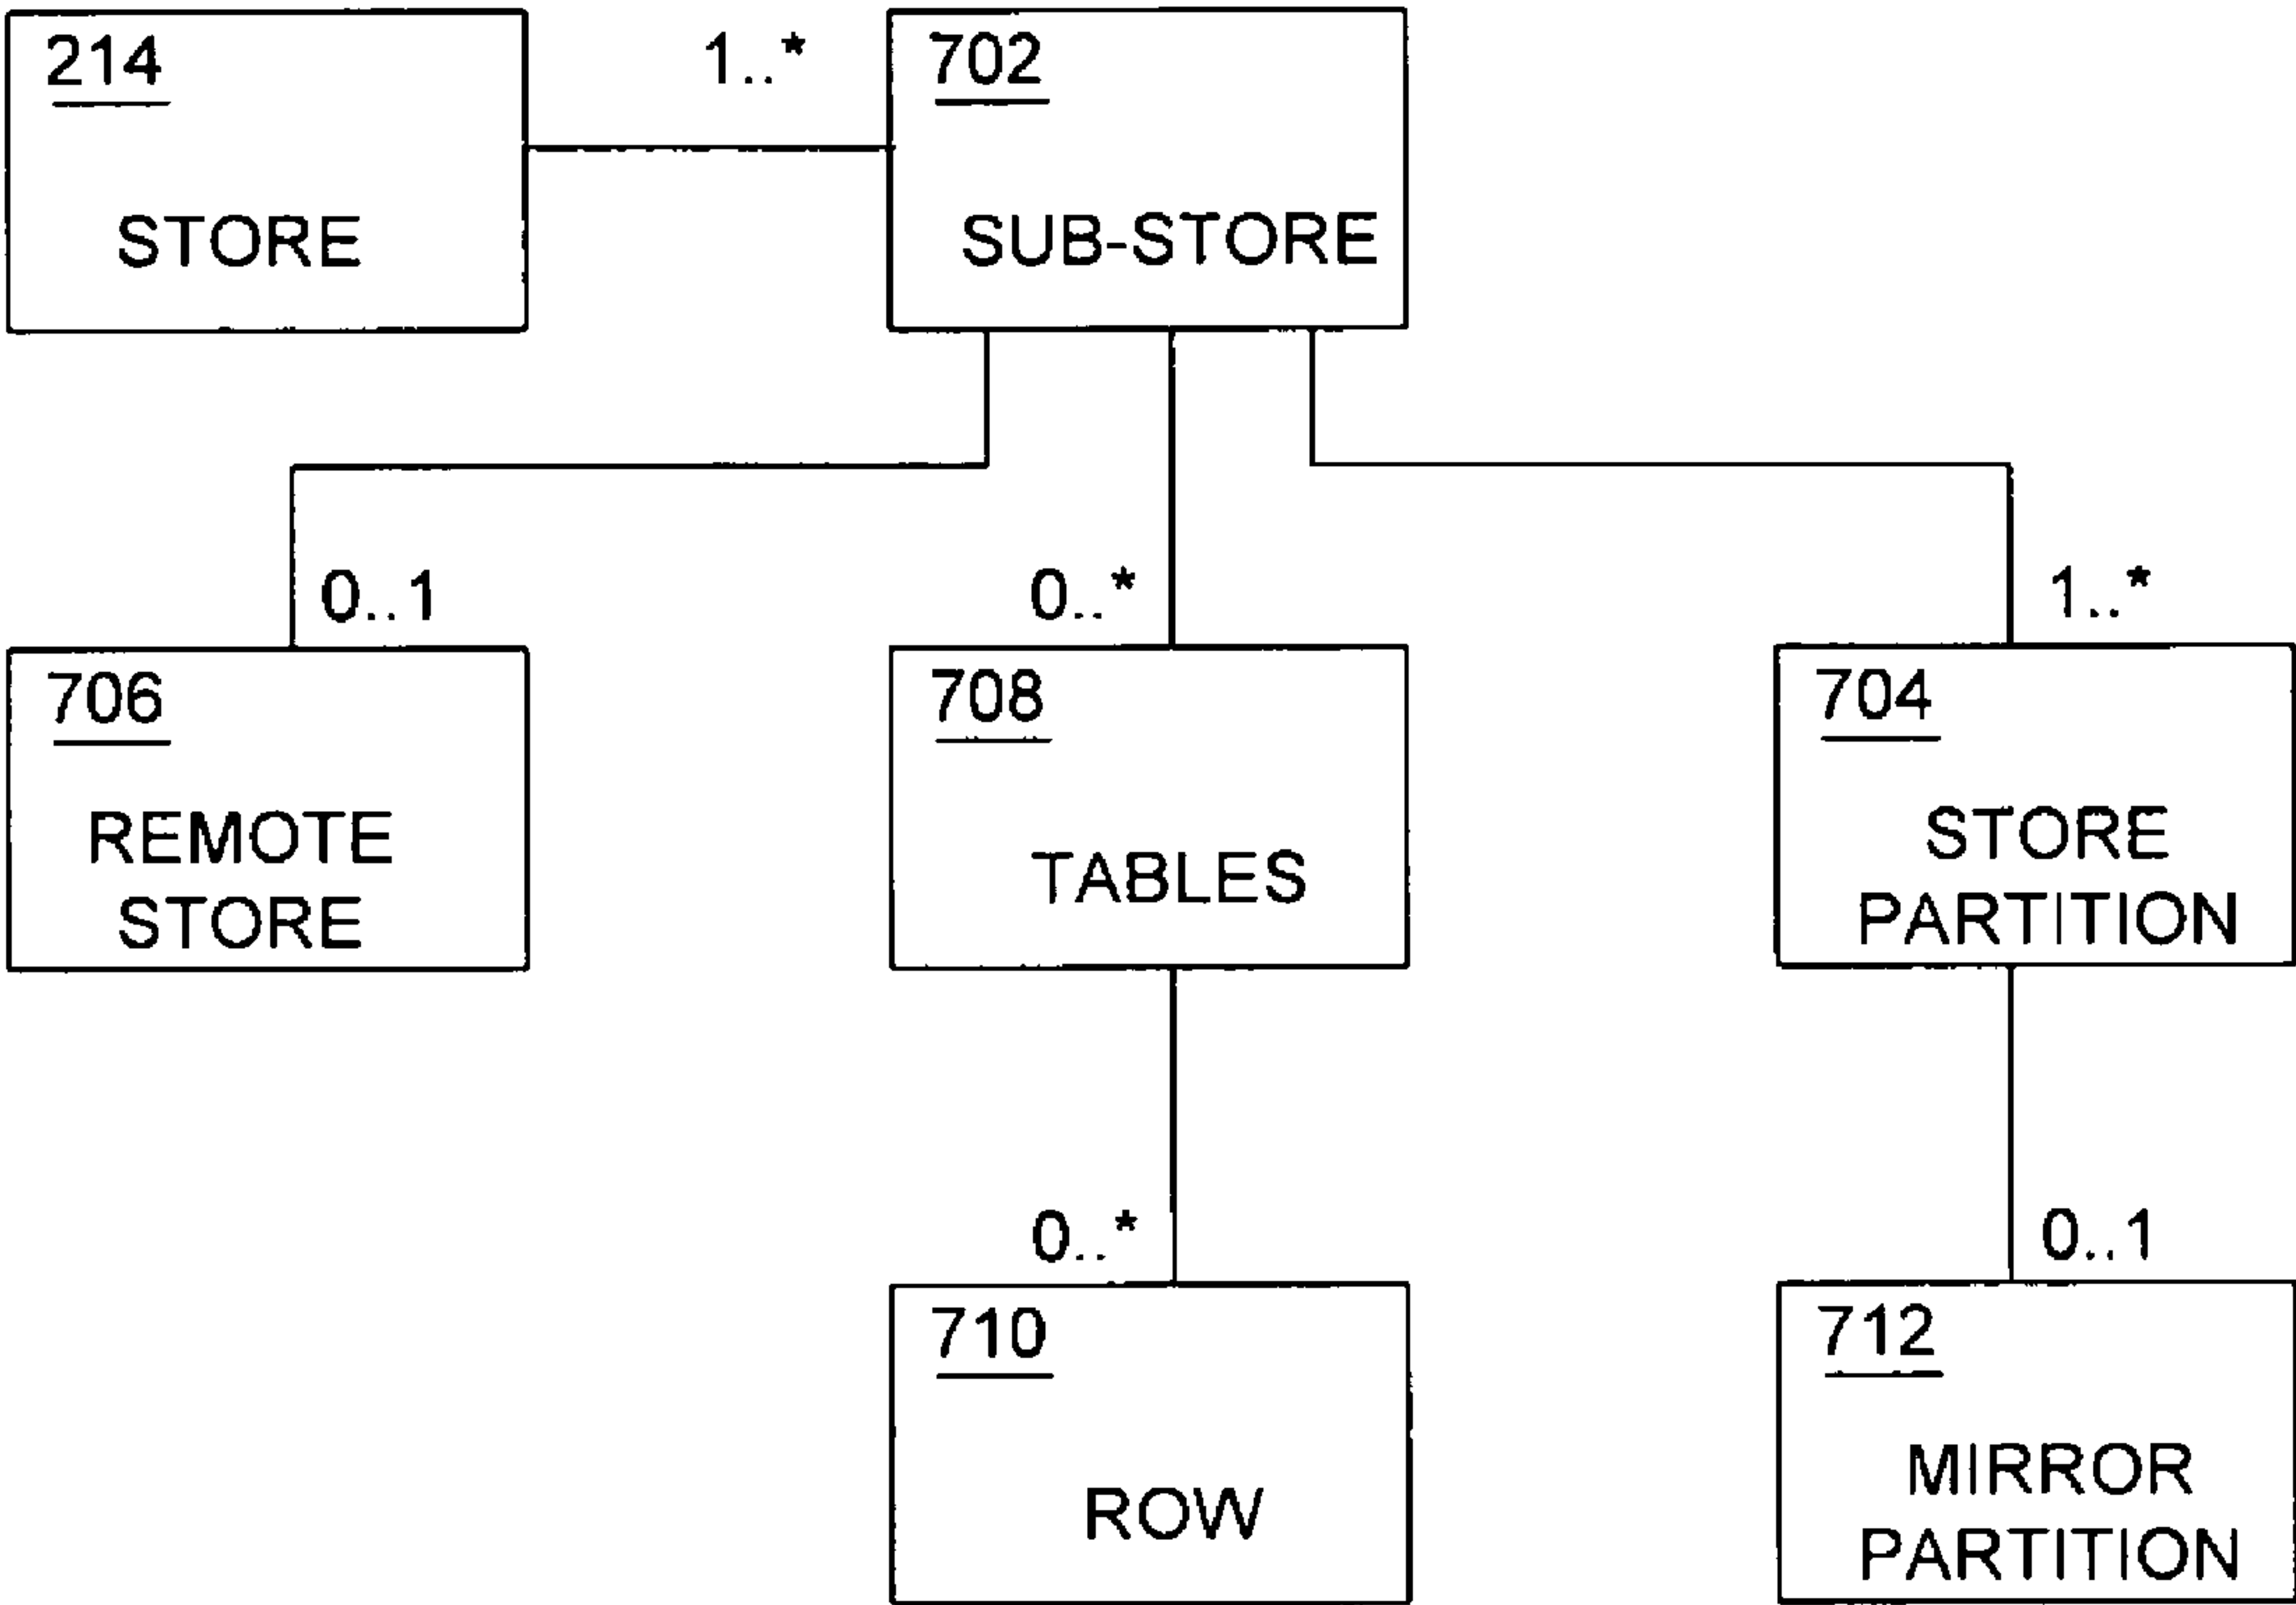 214
STORE
1..*
702
SUB-STORE
0..1
0..*
1..*
706
REMOTE
STORE
708
TABLES
704
STORE
PARTITION
0..*
0..1
710
ROW
712
MIRROR
PARTITION